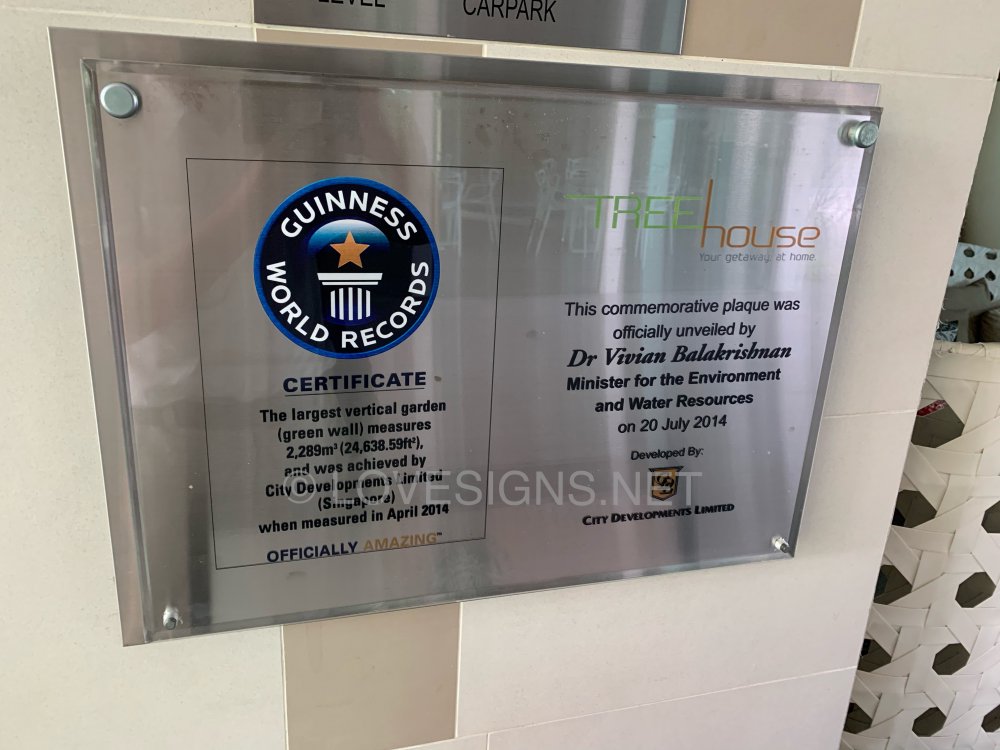 LEVEL CARPARK
GUINNESS
WORLD RECORDS
CERTIFICATE
The largest vertical garden
(green wall) measures
2,289m² (24,638.59ft²),
and was achieved by
City Developments Limited
(Singapore)
when measured in April 2014
OFFICIALLY AMAZING™
TREEhouse
Your getaway, at home.
This commemorative plaque was
officially unveiled by
Dr Vivian Balakrishnan
Minister for the Environment
and Water Resources
on 20 July 2014
Developed By:
CITY DEVELOPMENTS LIMITED
© LOVESIGNS.NET